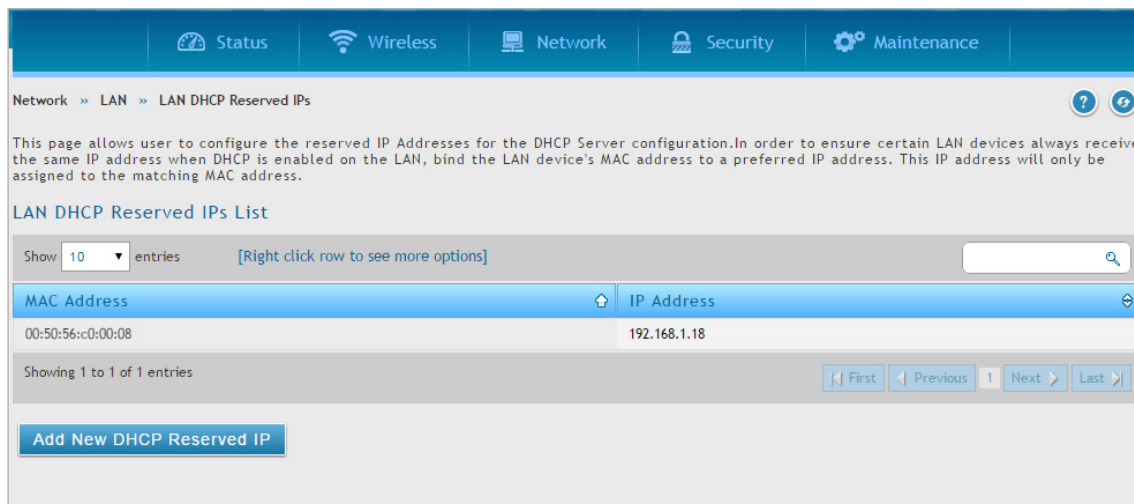 Status Wireless Network Security Maintenance
Network » LAN » LAN DHCP Reserved IPs
This page allows user to configure the reserved IP Addresses for the DHCP Server configuration.In order to ensure certain LAN devices always receive
the same IP address when DHCP is enabled on the LAN, bind the LAN device's MAC address to a preferred IP address. This IP address will only be
assigned to the matching MAC address.
LAN DHCP Reserved IPs List
Show 10 entries [Right click row to see more options]
MAC Address IP Address
00:50:56:c0:00:08 192.168.1.18
Showing 1 to 1 of 1 entries First Previous 1 Next Last
Add New DHCP Reserved IP